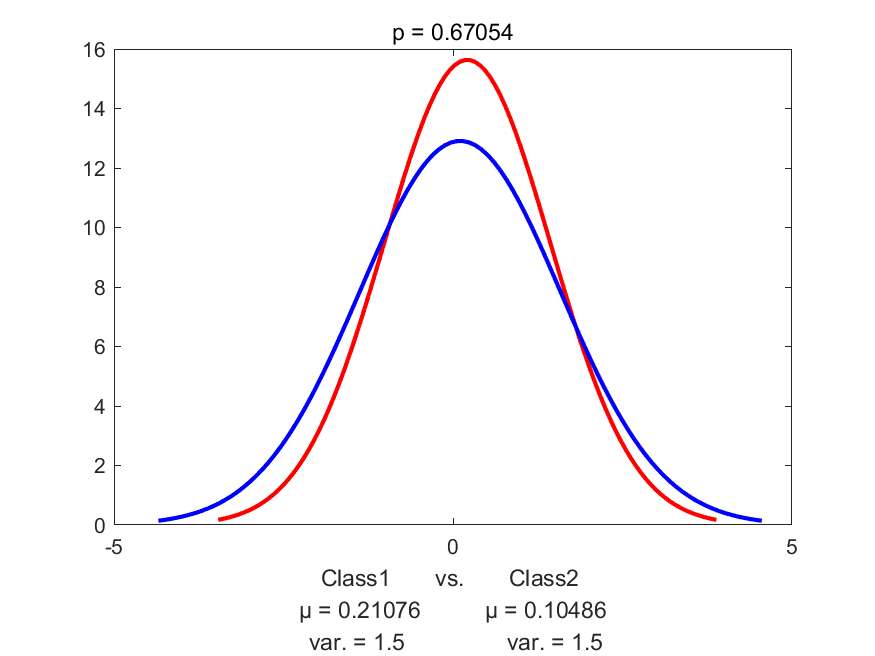 p = 0.67054
16
14
12
10
8
6
4
2
0
-5 0 5
Class1 vs. Class2
μ = 0.21076 μ = 0.10486
var. = 1.5 var. = 1.5